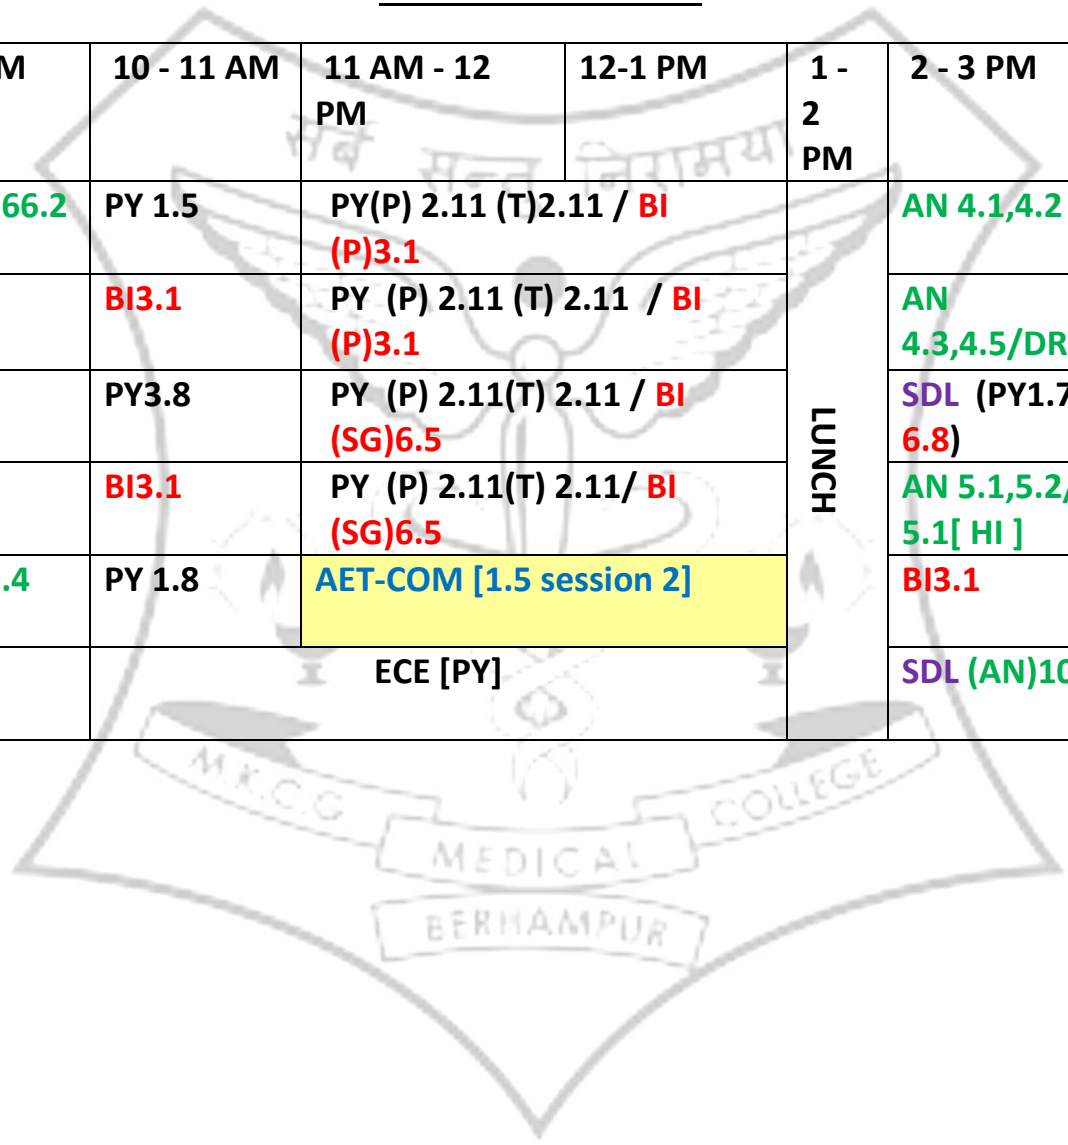 M 10 - 11 AM 11 AM - 12 12-1 PM 1 - 2 - 3 PM
PM 2
PM
66.2 PY 1.5 PY(P) 2.11 (T)2.11 / BI AN 4.1,4.2
(P)3.1
BI3.1 PY (P) 2.11 (T) 2.11 / BI AN
(P)3.1 4.3,4.5/DR
PY3.8 PY (P) 2.11(T) 2.11 / BI SDL (PY1.7
(SG)6.5 6.8)
LUNCH
BI3.1 PY (P) 2.11(T) 2.11/ BI AN 5.1,5.2/
(SG)6.5 5.1[ HI ]
.4 PY 1.8 AET-COM [1.5 session 2] BI3.1
ECE [PY] SDL (AN)10
सर्वे सन्तु निरामया
M.K.C.G MEDICAL COLLEGE
BERHAMPUR